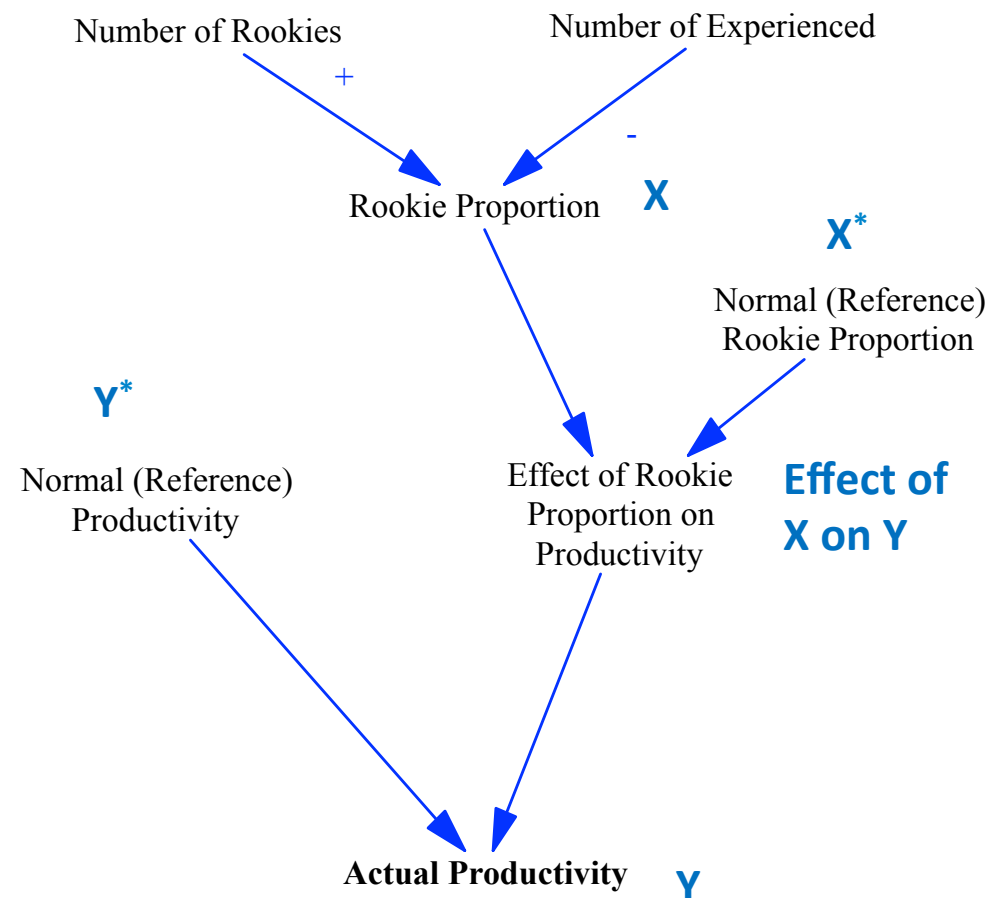 Number of Rookies
Number of Experienced
+
-
Rookie Proportion
X
X*
Normal (Reference)
Rookie Proportion
Y*
Normal (Reference)
Productivity
Effect of Rookie
Proportion on
Productivity
Effect of
X on Y
Actual Productivity
Y